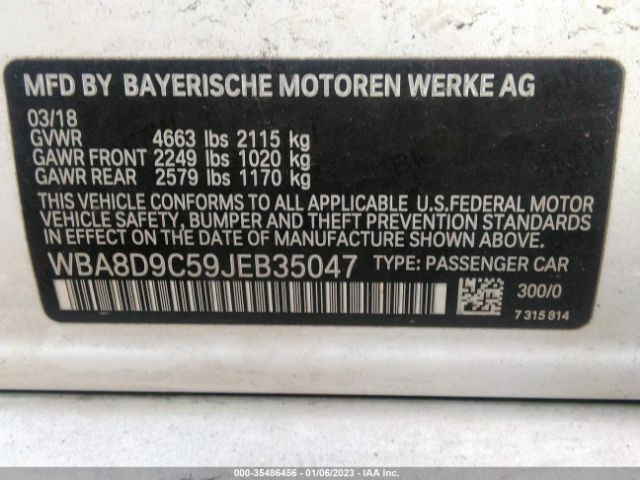 MFD BY BAYERISCHE MOTOREN WERKE AG
03/18
GVWR 4663 lbs 2115 kg
GAWR FRONT 2249 lbs 1020 kg
GAWR REAR 2579 lbs 1170 kg
THIS VEHICLE CONFORMS TO ALL APPLICABLE U.S.FEDERAL MOTOR
VEHICLE SAFETY, BUMPER AND THEFT PREVENTION STANDARDS
IN EFFECT ON THE DATE OF MANUFACTURE SHOWN ABOVE.
WBA8D9C59JEB35047 TYPE: PASSENGER CAR
300/0
7 315 814
000-35486456 - 01/06/2023 - IAA Inc.